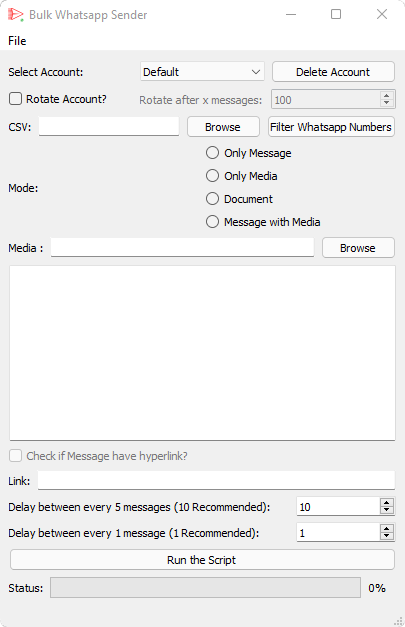 Bulk Whatsapp Sender
File
Select Account: Default Delete Account
Rotate Account? Rotate after x messages: 100
CSV: Browse Filter Whatsapp Numbers
Only Message
Only Media
Mode:
Document
Message with Media
Media : Browse
Check if Message have hyperlink?
Link:
Delay between every 5 messages (10 Recommended): 10
Delay between every 1 message (1 Recommended): 1
Run the Script
Status: 0%